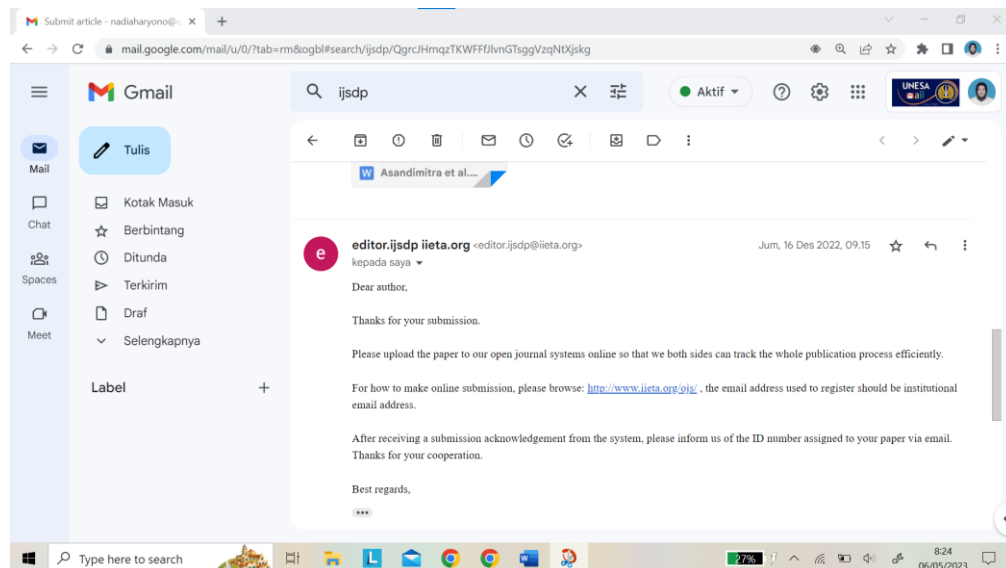 Submit article - nadiaharyono@u
mail.google.com/mail/u/0/?tab=rm&ogbl#search/ijsdp/QgrcJHrnqzTKWFFfJlvnGTsggVzqNtXjskg
Gmail
ijsdp
Aktif
UNESA
mail
Tulis
Mail
Chat
Spaces
Meet
Kotak Masuk
Berbintang
Ditunda
Terkirim
Draf
Selengkapnya
Label
W Asandimitra et al....
e
editor.ijsdp iieta.org <editor.ijsdp@iieta.org>
Jum, 16 Des 2022, 09.15
kepada saya
Dear author,
Thanks for your submission.
Please upload the paper to our open journal systems online so that we both sides can track the whole publication process efficiently.
For how to make online submission, please browse: http://www.iieta.org/ojs/ , the email address used to register should be institutional
email address.
After receiving a submission acknowledgement from the system, please inform us of the ID number assigned to your paper via email.
Thanks for your cooperation.
Best regards,
Type here to search
L
27%
8:24
06/05/2023